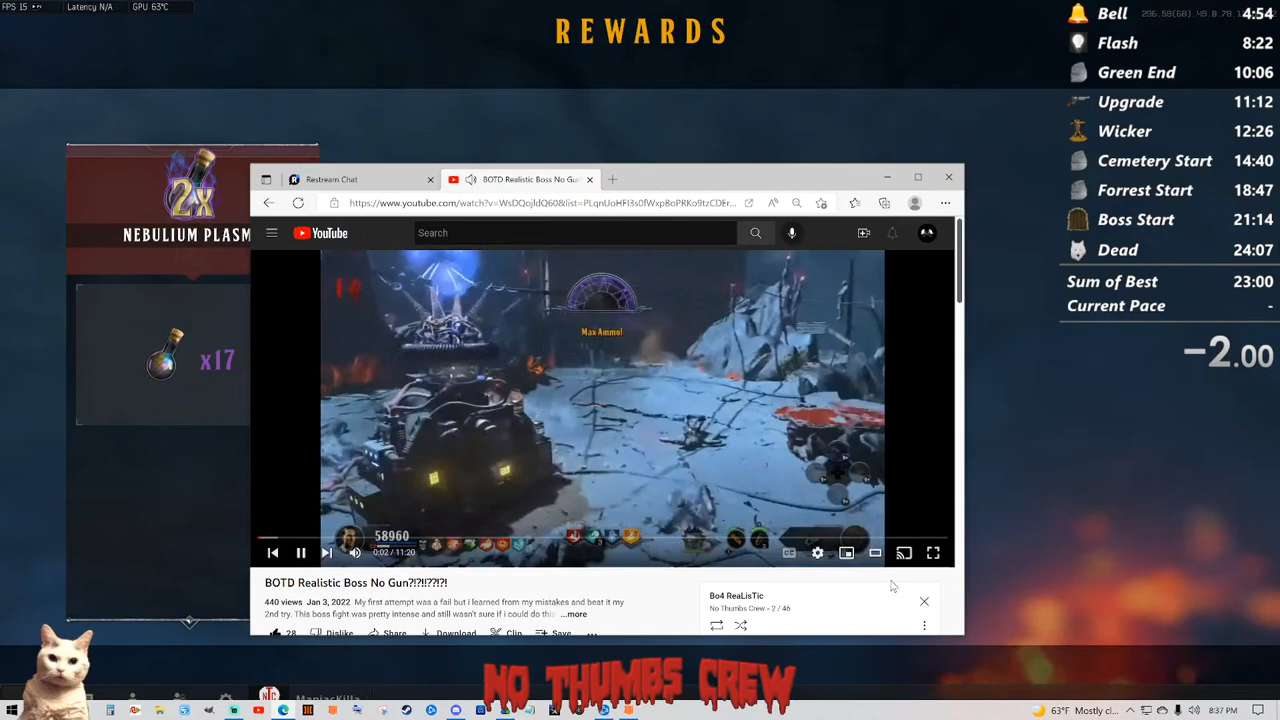 FPS 15
Latency N/A
GPU 63°C
REWARDS
Bell 4:54
Flash 8:22
Green End 10:06
Upgrade 11:12
Wicker 12:26
Cemetery Start 14:40
Forrest Start 18:47
Boss Start 21:14
Dead 24:07
Sum of Best 23:00
Current Pace -
-2.00
2x
NEBULIUM PLASM
x17
Restream Chat
BOTD Realistic Boss No Gun
YouTube
Search
14
Max Ammo!
58960
0:02 / 11:20
BOTD Realistic Boss No Gun?!?!!??!?!
440 views Jan 3, 2022 My first attempt was a fail but i learned from my mistakes and beat it my
2nd try. This boss fight was pretty intense and still wasn't sure if i could do this ...more
28 Dislike Share Download Clip Save ...
Bo4 ReaLisTic
No Thumbs Crew - 2 / 46
NTC
ManiacKilla
NO THUMBS CREW
63°F Mostly cl...
8:37 PM